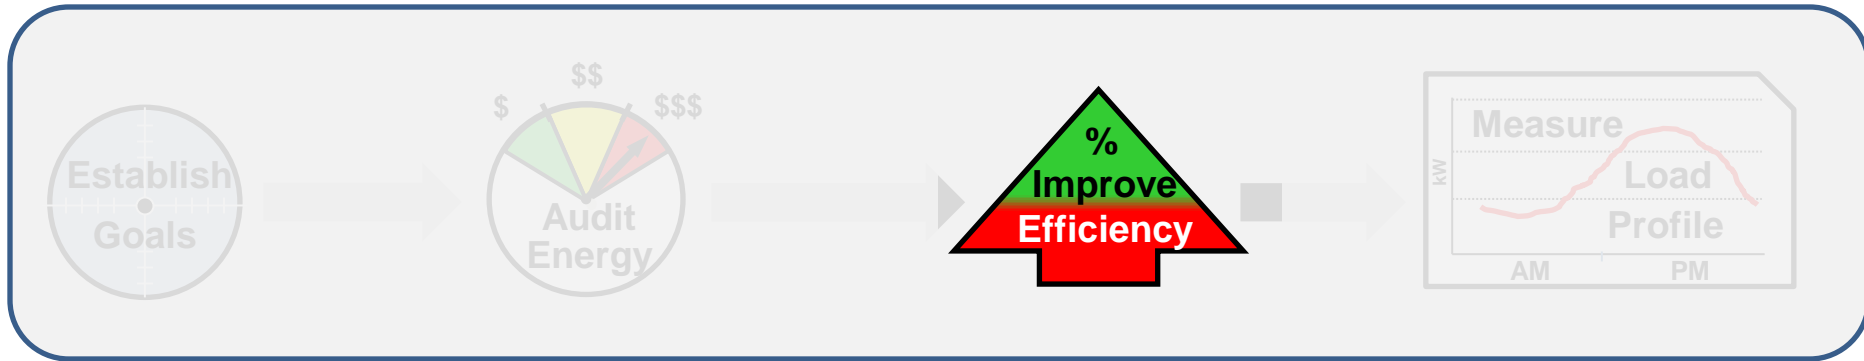 Establish
Goals
$
$$
$$$
Audit
Energy
%
Improve
Efficiency
Measure
Load
Profile
kW
AM
PM